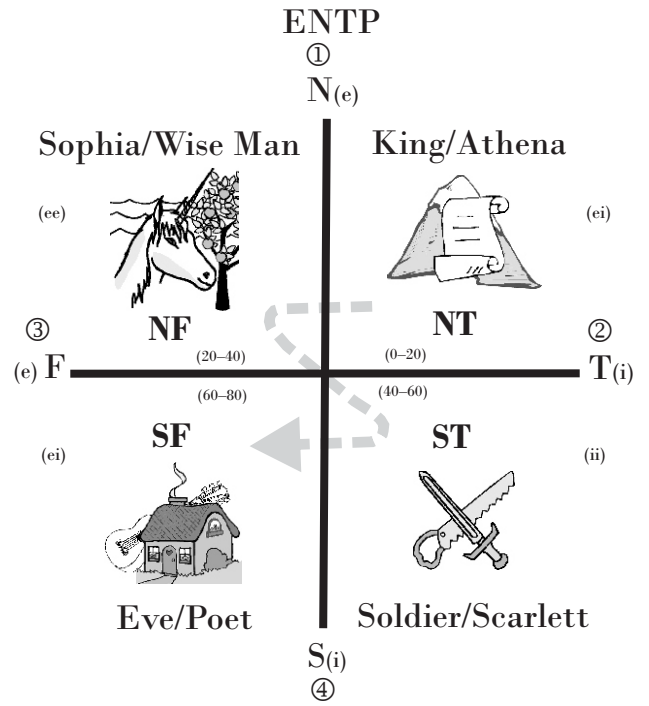 ENTP
①
N(e)
Sophia/Wise Man
King/Athena
(ee)
(ei)
NF
NT
③
②
(20–40)
(0–20)
(e) F
T(i)
(60–80)
(40–60)
SF
ST
(ei)
(ii)
Eve/Poet
Soldier/Scarlett
S(i)
④